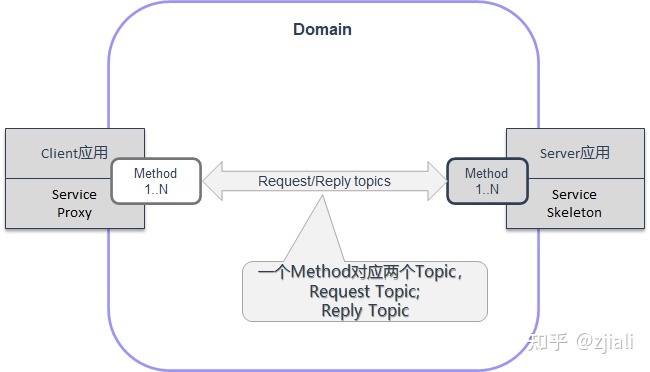 Domain
Client应用
Service
Proxy
Method
1..N
Request/Reply topics
Method
1..N
Server应用
Service
Skeleton
一个Method对应两个Topic，
Request Topic;
Reply Topic
知乎 @zjiali